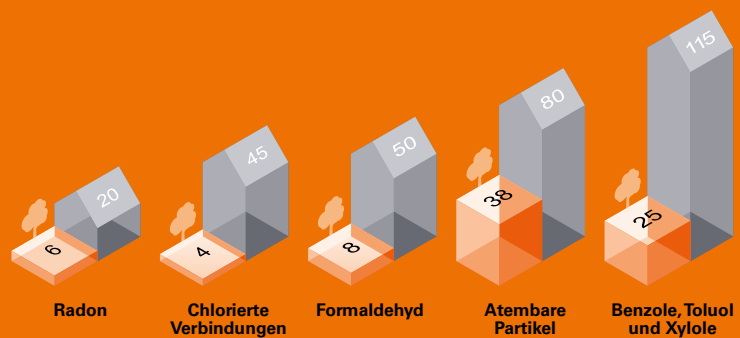 20
6
Radon
45
4
Chlorierte
Verbindungen
50
8
Formaldehyd
80
38
Atembare
Partikel
115
25
Benzole, Toluol
und Xylole